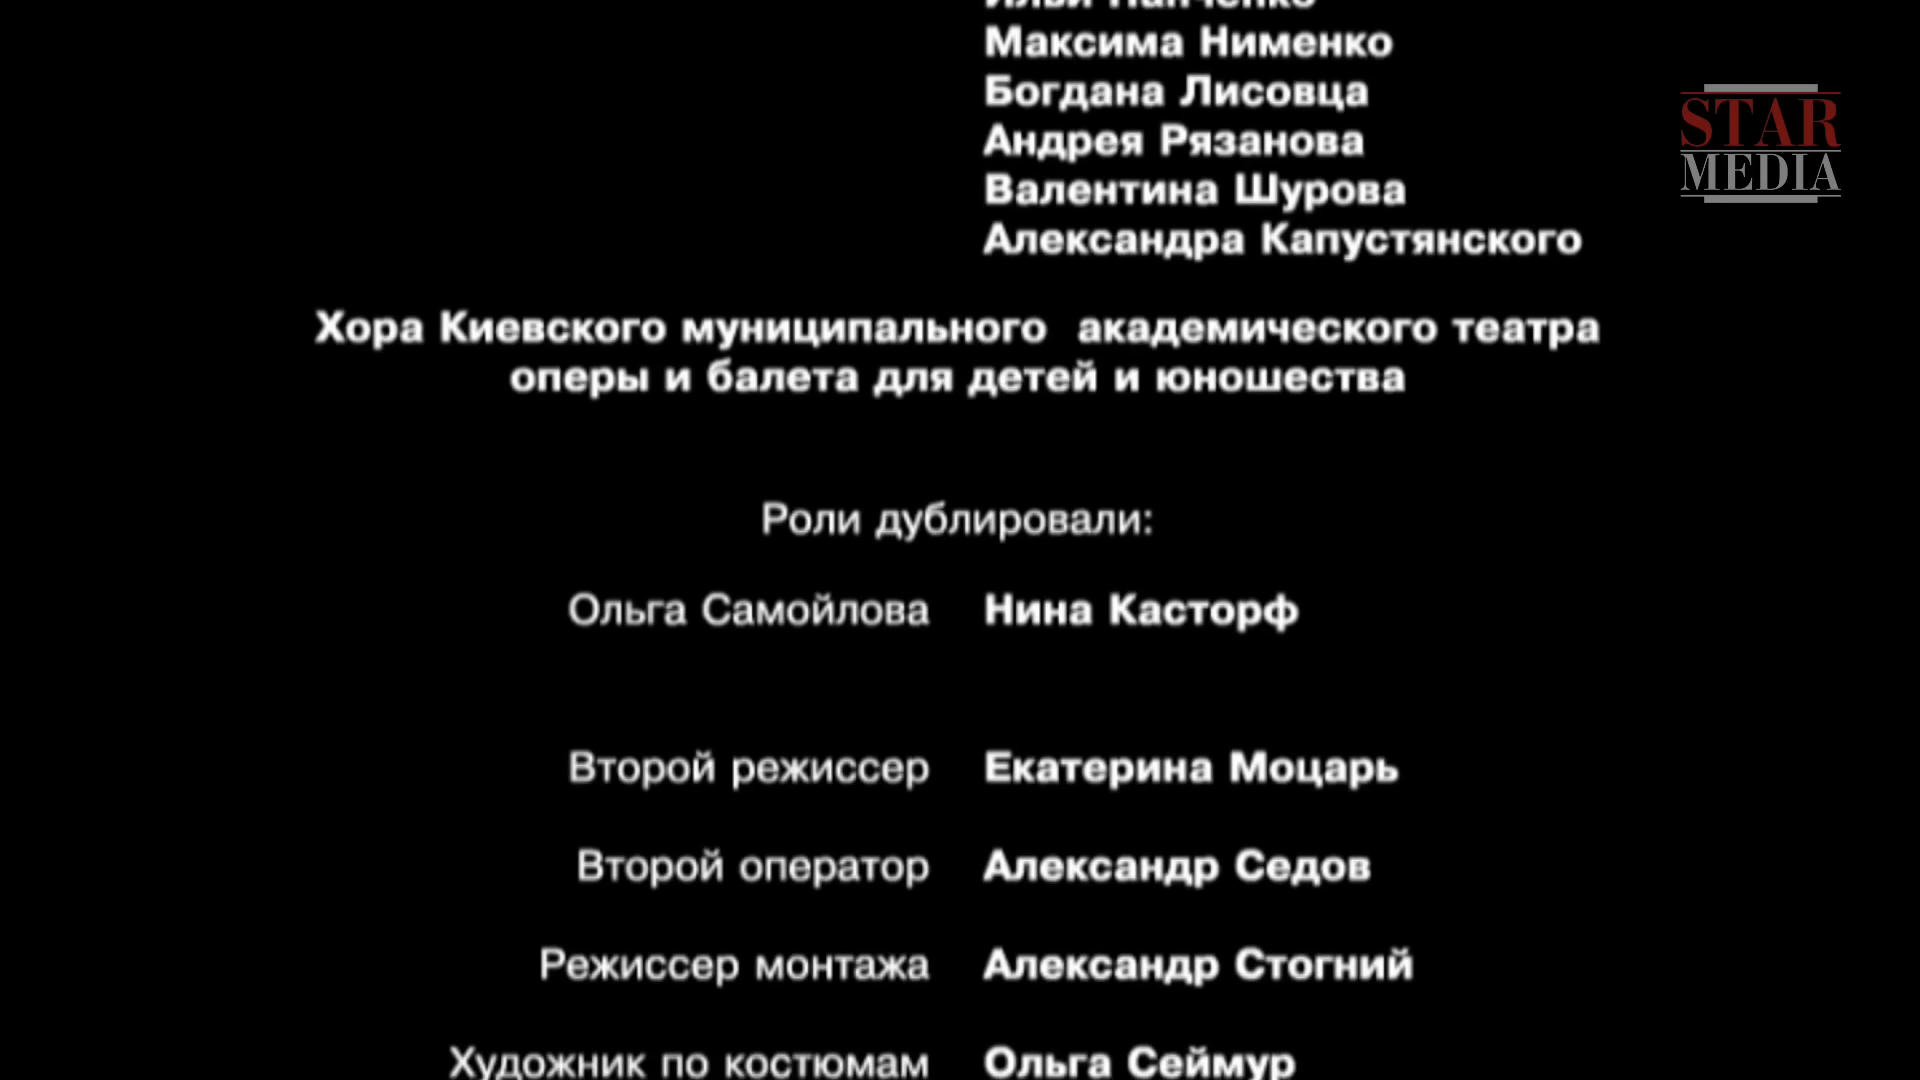 Ильи Панченко
Максима Нименко
Богдана Лисовца
Андрея Рязанова
Валентина Шурова
Александра Капустянского
STAR
MEDIA
Хора Киевского муниципального академического театра
оперы и балета для детей и юношества
Роли дублировали:
Ольга Самойлова Нина Касторф
Второй режиссер Екатерина Моцарь
Второй оператор Александр Седов
Режиссер монтажа Александр Стогний
Художник по костюмам Ольга Сеймур